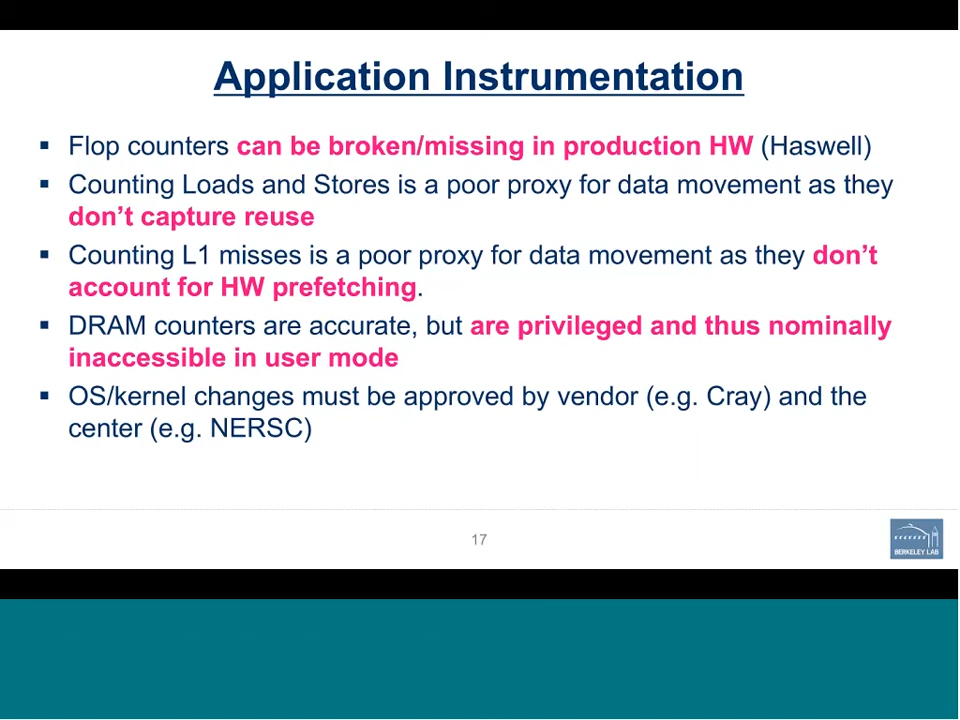 Application Instrumentation
▪ Flop counters can be broken/missing in production HW (Haswell)
▪ Counting Loads and Stores is a poor proxy for data movement as they
don’t capture reuse
▪ Counting L1 misses is a poor proxy for data movement as they don’t
account for HW prefetching.
▪ DRAM counters are accurate, but are privileged and thus nominally
inaccessible in user mode
▪ OS/kernel changes must be approved by vendor (e.g. Cray) and the
center (e.g. NERSC)
17
BERKELEY LAB